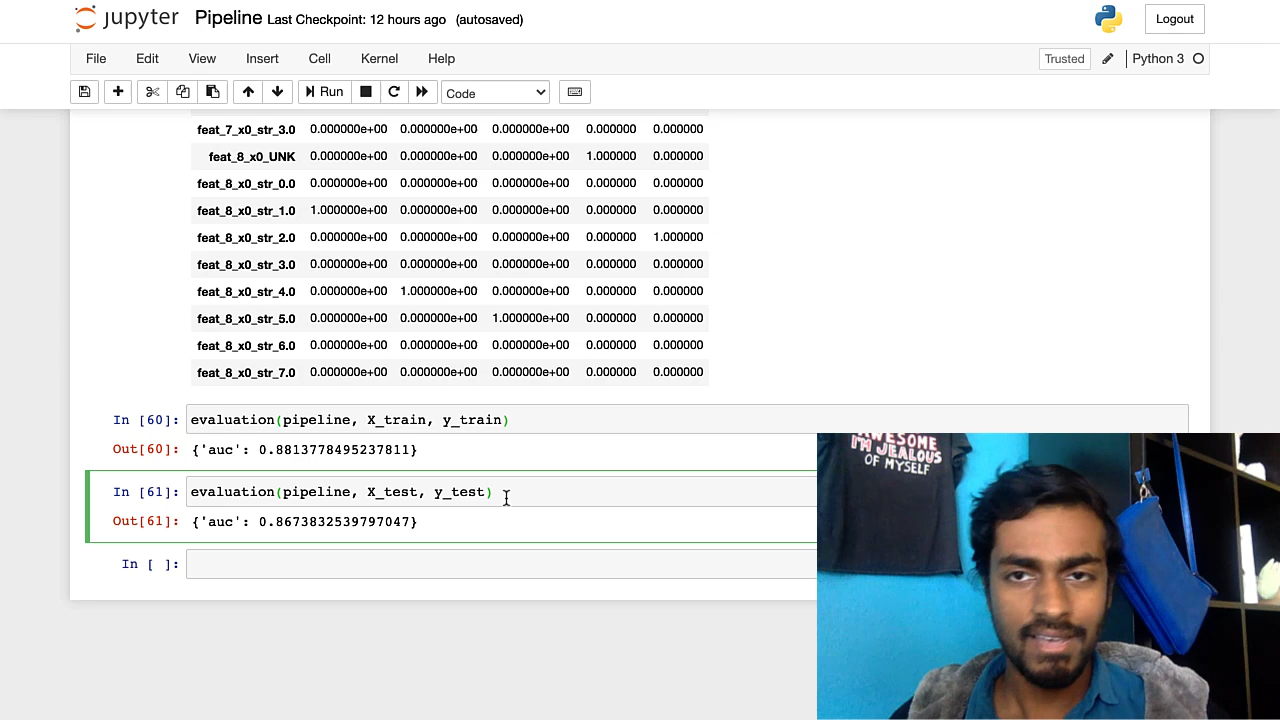 jupyter Pipeline Last Checkpoint: 12 hours ago (autosaved) Logout
File Edit View Insert Cell Kernel Help Trusted Python 3
Run Code
feat_7_x0_str_3.0 0.000000e+00 0.000000e+00 0.000000e+00 0.000000 0.000000
feat_8_x0_UNK 0.000000e+00 0.000000e+00 0.000000e+00 1.000000 0.000000
feat_8_x0_str_0.0 0.000000e+00 0.000000e+00 0.000000e+00 0.000000 0.000000
feat_8_x0_str_1.0 1.000000e+00 0.000000e+00 0.000000e+00 0.000000 0.000000
feat_8_x0_str_2.0 0.000000e+00 0.000000e+00 0.000000e+00 0.000000 1.000000
feat_8_x0_str_3.0 0.000000e+00 0.000000e+00 0.000000e+00 0.000000 0.000000
feat_8_x0_str_4.0 0.000000e+00 1.000000e+00 0.000000e+00 0.000000 0.000000
feat_8_x0_str_5.0 0.000000e+00 0.000000e+00 1.000000e+00 0.000000 0.000000
feat_8_x0_str_6.0 0.000000e+00 0.000000e+00 0.000000e+00 0.000000 0.000000
feat_8_x0_str_7.0 0.000000e+00 0.000000e+00 0.000000e+00 0.000000 0.000000
In [60]: evaluation(pipeline, X_train, y_train)
Out[60]: {'auc': 0.8813778495237811}
In [61]: evaluation(pipeline, X_test, y_test)
Out[61]: {'auc': 0.8673832539797047}
In [ ]:
AWESOME
I'M JEALOUS
OF MYSELF